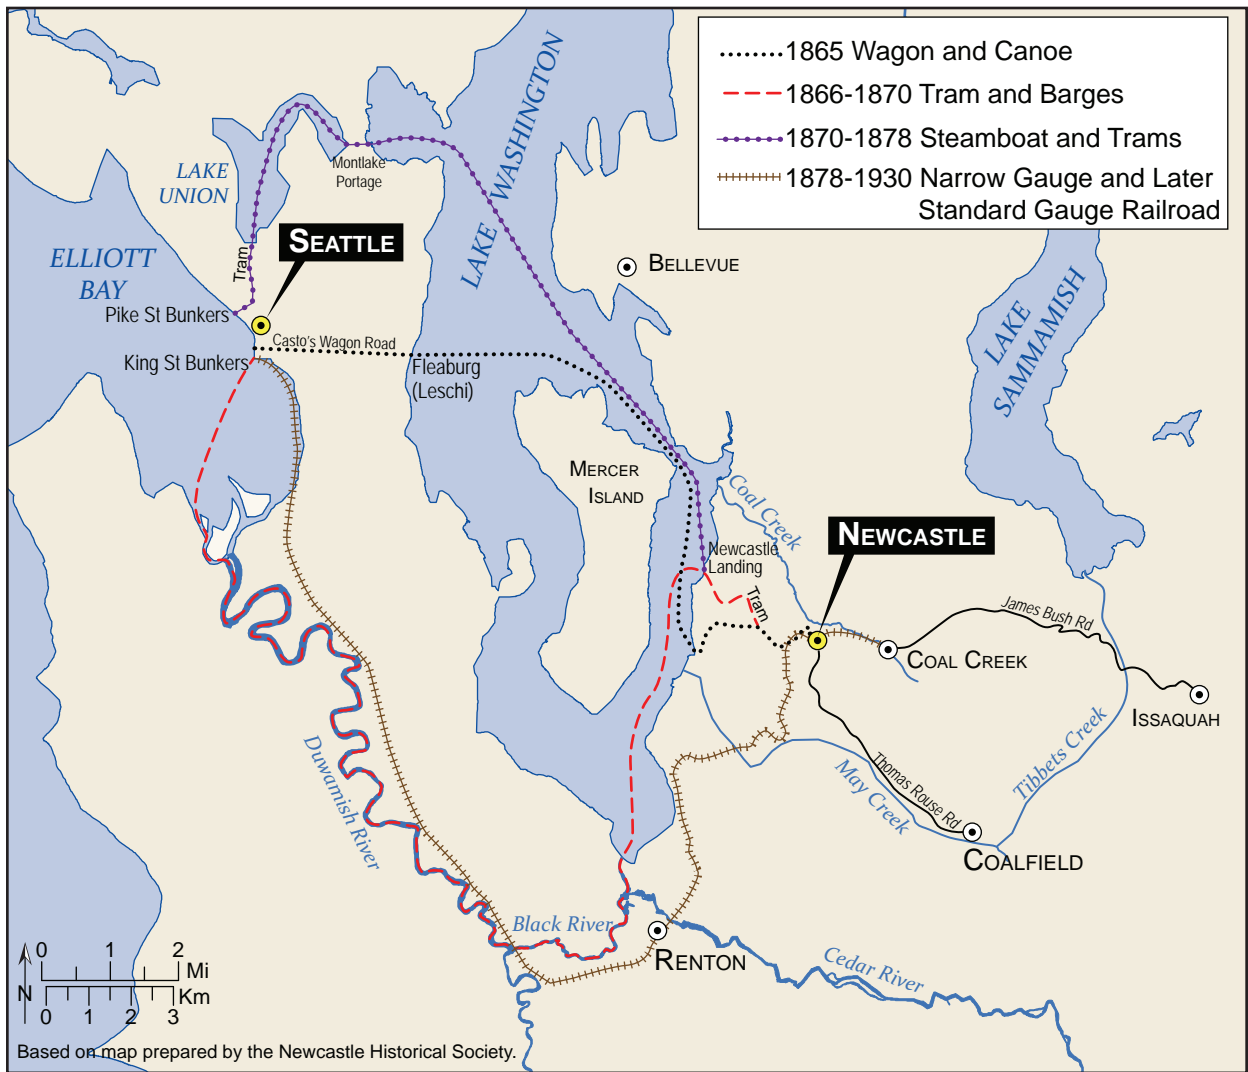 1865 Wagon and Canoe
1866-1870 Tram and Barges
1870-1878 Steamboat and Trams
1878-1930 Narrow Gauge and Later
Standard Gauge Railroad
LAKE WASHINGTON
Montlake
Portage
LAKE
UNION
SEATTLE
Tram
ELLIOTT
BAY
BELLEVUE
LAKE
SAMMAMISH
Pike St Bunkers
Casto's Wagon Road
King St Bunkers
Fleaburg
(Leschi)
MERCER
ISLAND
Coal Creek
NEWCASTLE
Newcastle
Landing
Tram
James Bush Rd
COAL CREEK
ISSAQUAH
Duwamish River
Thomas Rouse Rd
May Creek
Tibbets Creek
COALFIELD
Black River
RENTON
Cedar River
0 1 2
Mi
N
Km
0 1 2 3
Based on map prepared by the Newcastle Historical Society.